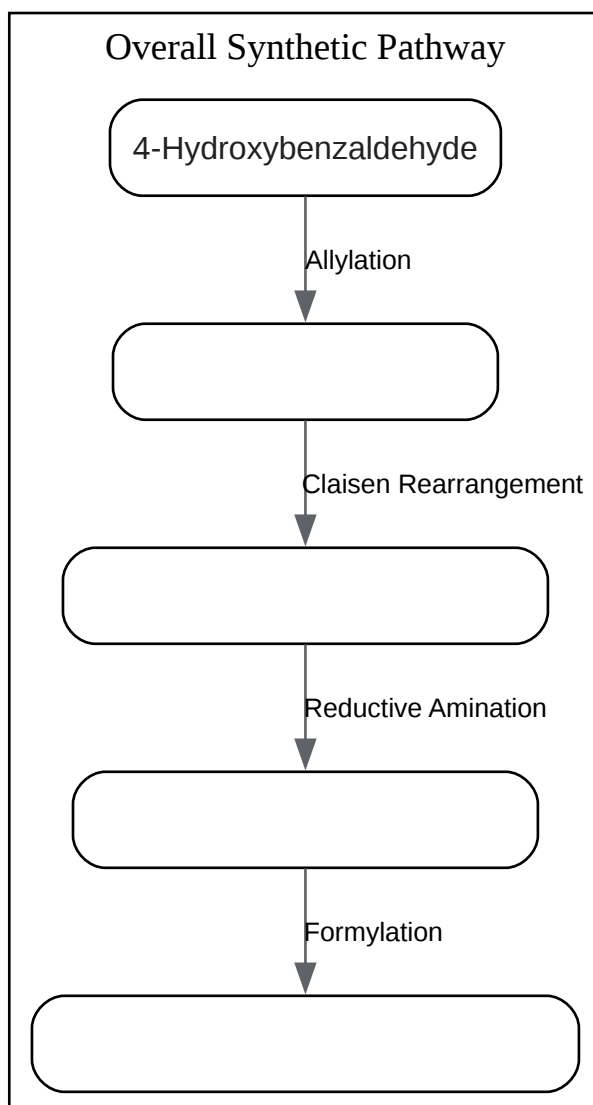 Overall Synthetic Pathway
4-Hydroxybenzaldehyde
Allylation
Claisen Rearrangement
Reductive Amination
Formylation